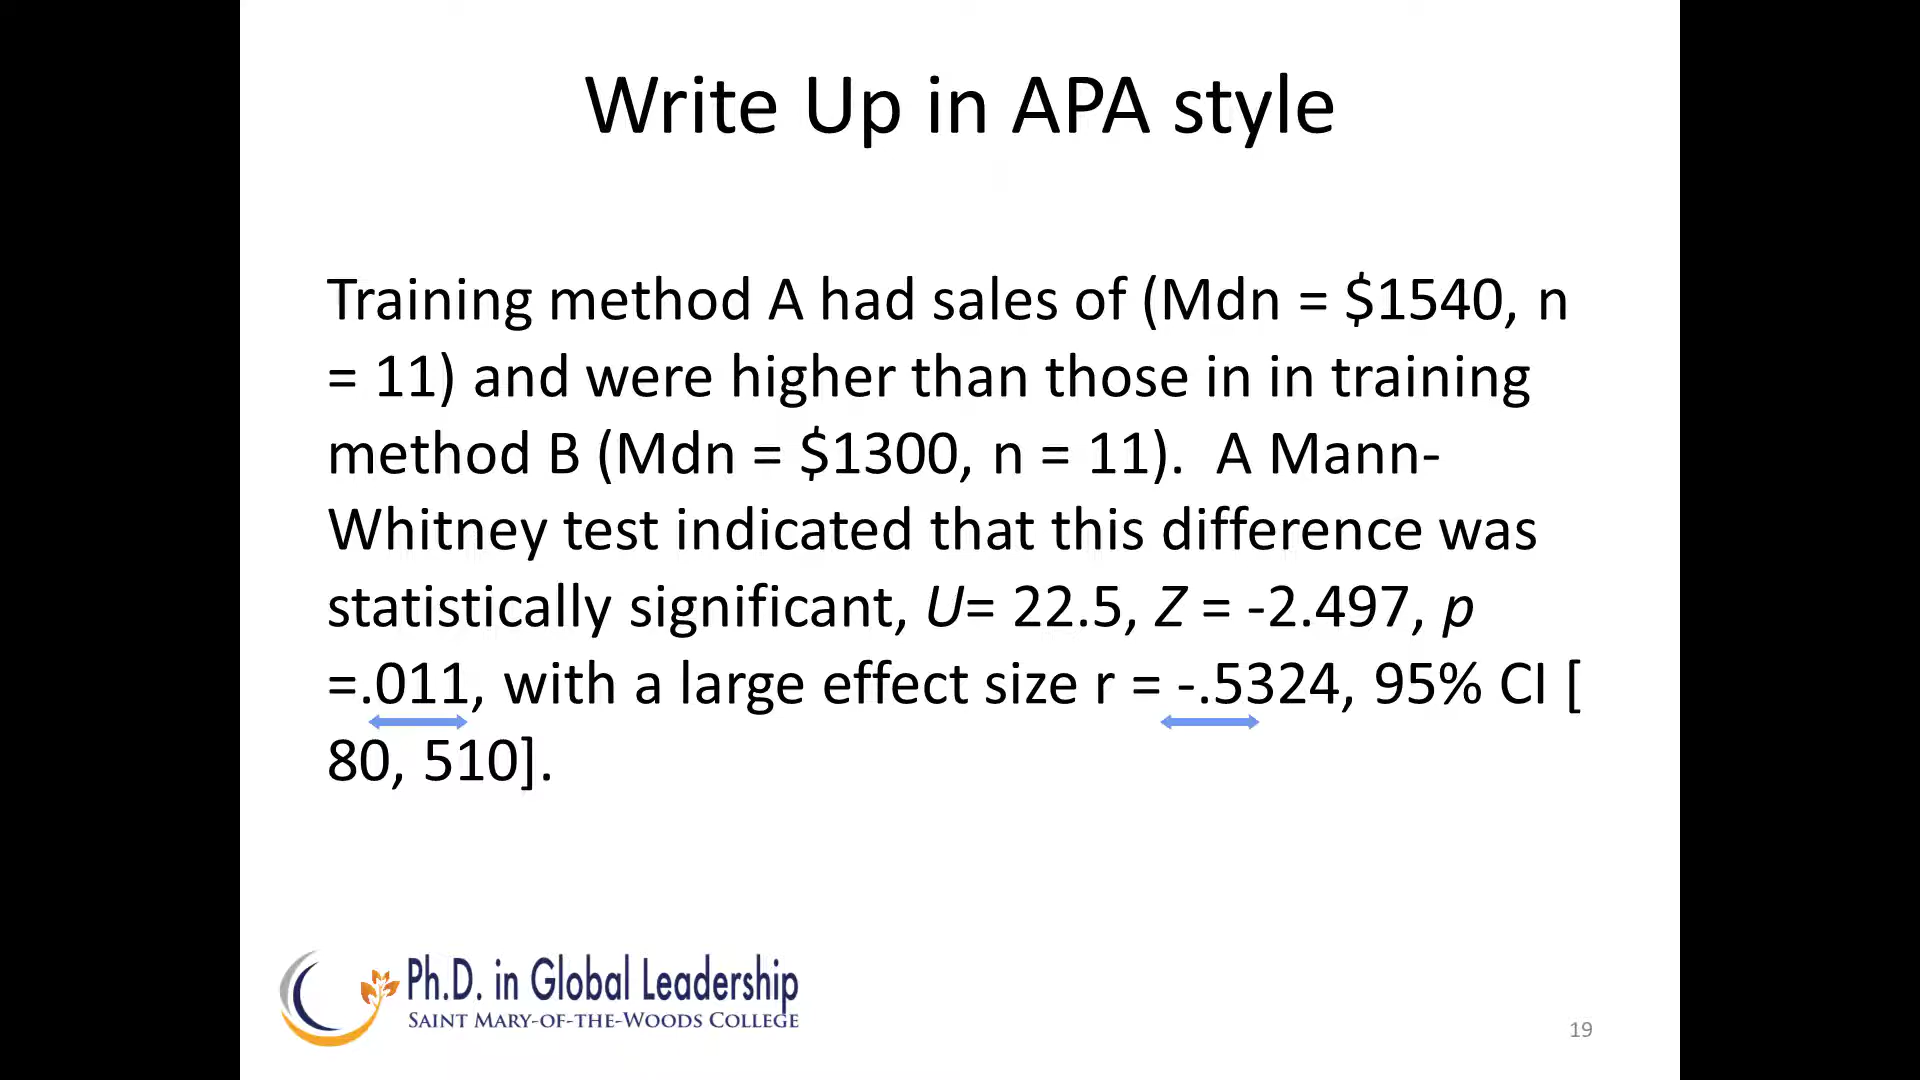 Write Up in APA style
Training method A had sales of (Mdn = $1540, n
= 11) and were higher than those in in training
method B (Mdn = $1300, n = 11).  A Mann-
Whitney test indicated that this difference was
statistically significant, U= 22.5, Z = -2.497, p
=.011, with a large effect size r = -.5324, 95% CI [
80, 510].
Ph.D. in Global Leadership
SAINT MARY-OF-THE-WOODS COLLEGE
19